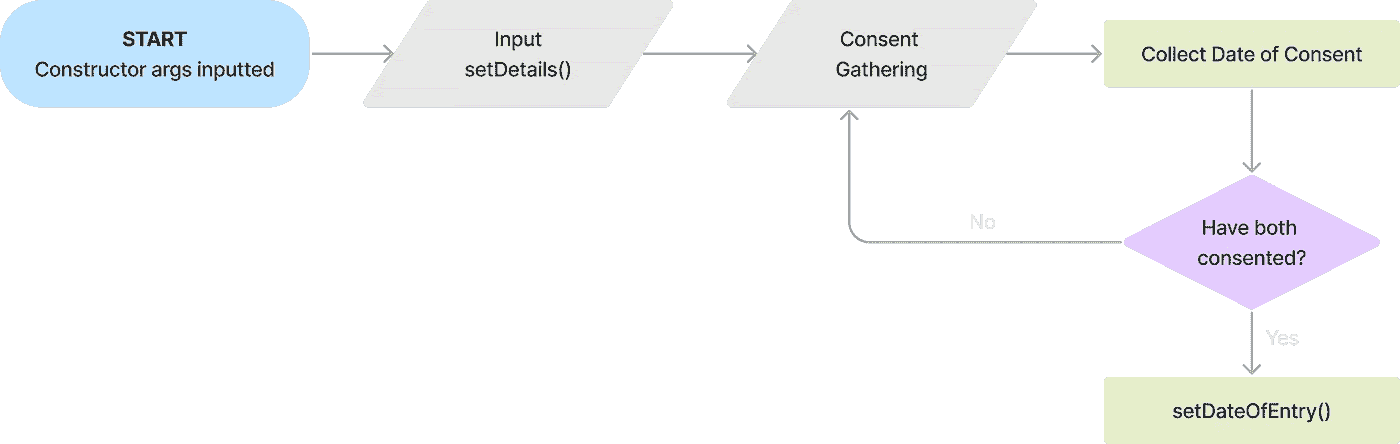 START
Constructor args inputted
Input
setDetails()
Consent
Gathering
Collect Date of Consent
No
Have both
consented?
Yes
setDateOfEntry()